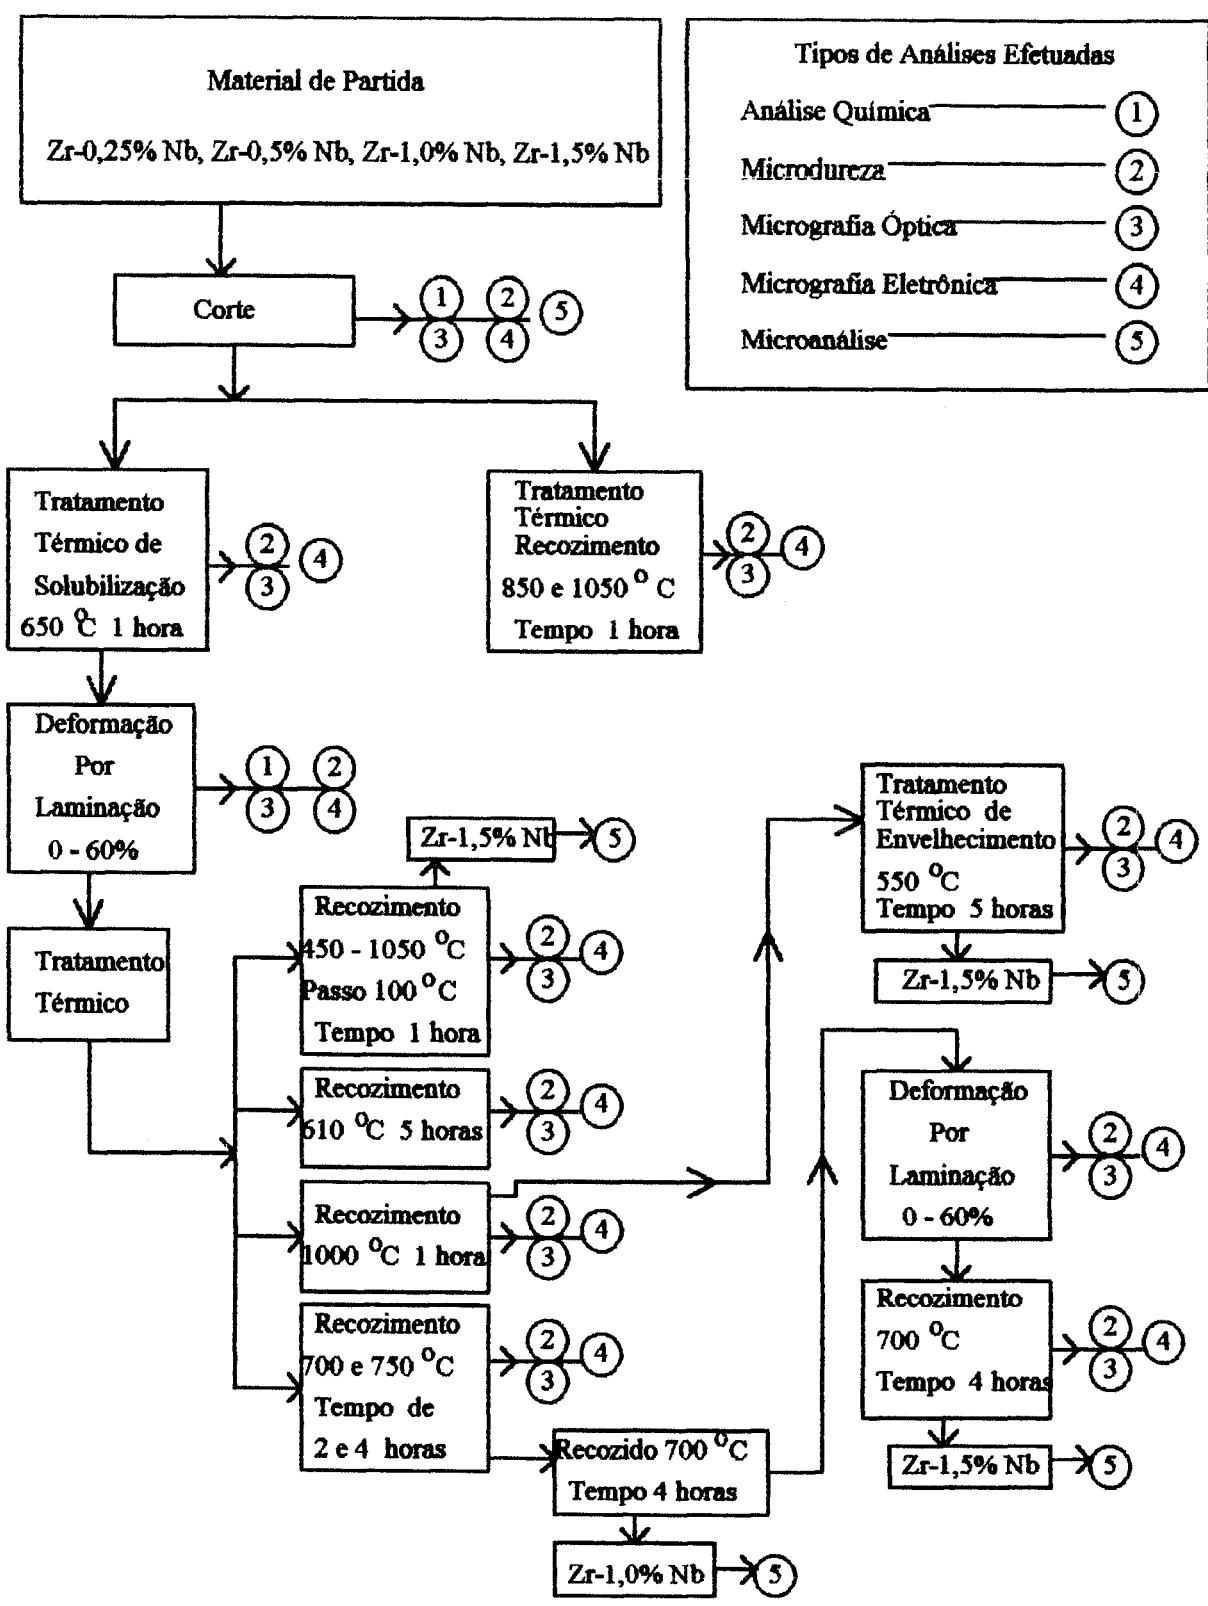 Material de Partida
Zr-0,25% Nb, Zr-0,5% Nb, Zr-1,0% Nb, Zr-1,5% Nb
Tipos de Análises Efetuadas
Análise Química 1
Microdureza 2
Micrografia Óptica 3
Micrografia Eletrônica 4
Microanálise 5
Corte
1 2
5
3 4
Tratamento
Térmico de
Solubilização
650 °C 1 hora
2
4
3
Tratamento
Térmico
Recozimento
850 e 1050 ° C
Tempo 1 hora
2
4
3
Deformação
Por
Laminação
0 - 60%
1 2
3 4
Tratamento
Térmico
Zr-1,5% Nb
5
Recozimento
450 - 1050 °C
Passo 100 °C
Tempo 1 hora
2
4
3
Recozimento
610 °C 5 horas
2
4
3
Recozimento
1000 °C 1 hora
2
4
3
Recozimento
700 e 750 °C
Tempo de
2 e 4 horas
2
4
3
Recozido 700 °C
Tempo 4 horas
Zr-1,0% Nb
5
Tratamento
Térmico de
Envelhecimento
550 °C
Tempo 5 horas
2
4
3
Zr-1,5% Nb
5
Deformação
Por
Laminação
0 - 60%
2
4
3
Recozimento
700 °C
Tempo 4 horas
2
4
3
Zr-1,5% Nb
5